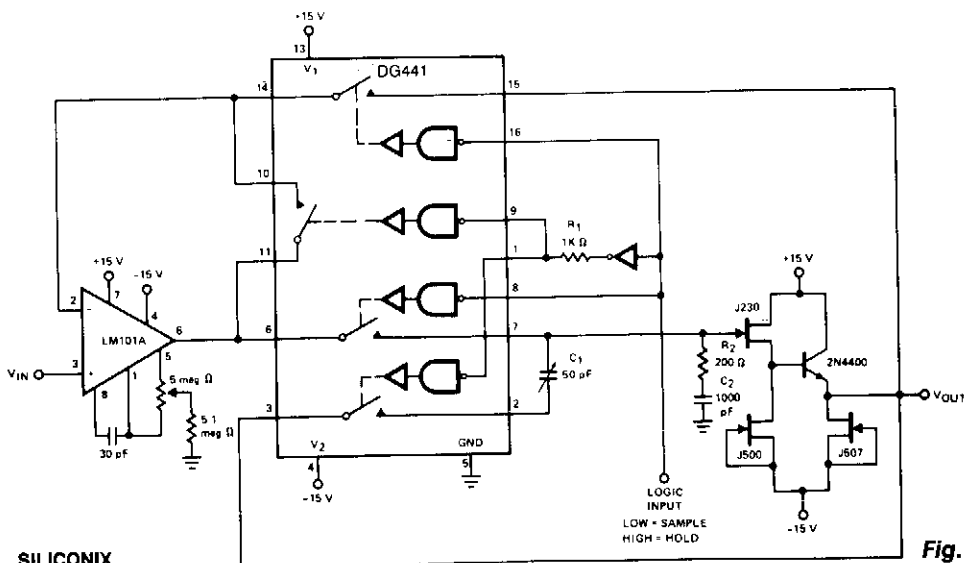 +15 V
13
V1
DG441
14
15
16
10
9
R1
1K Ω
1
11
+15 V
-15 V
8
+15 V
2
7
4
-
LM101A
6
6
7
J230
VIN
3
+
5
R2
200 Ω
2N4400
8
1
5 meg Ω
C1
50 pF
C2
1000
pF
VOUT
3
2
5.1
meg Ω
30 pF
V2
GND
J500
J507
4
5
-15 V
LOGIC
INPUT
-15 V
LOW = SAMPLE
HIGH = HOLD
SILICONIX
Fig.